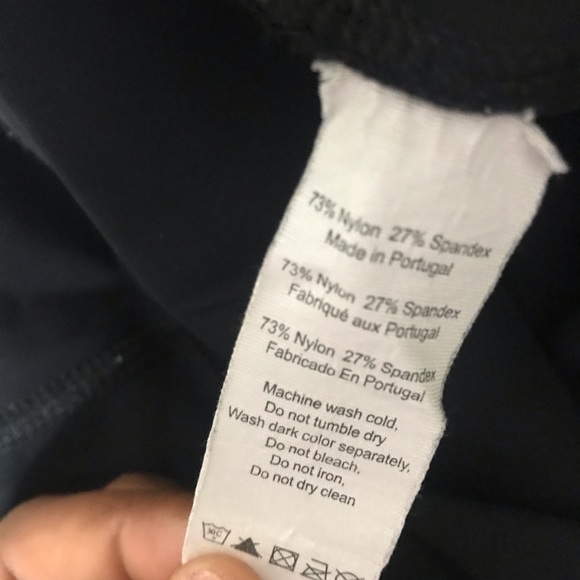 73% Nylon 27% Spandex
Made in Portugal
73% Nylon 27% Spandex
Fabriqué aux Portugal
73% Nylon 27% Spandex
Fabricado En Portugal
Machine wash cold,
Do not tumble dry
Wash dark color separately,
Do not bleach,
Do not iron,
Do not dry clean
30C